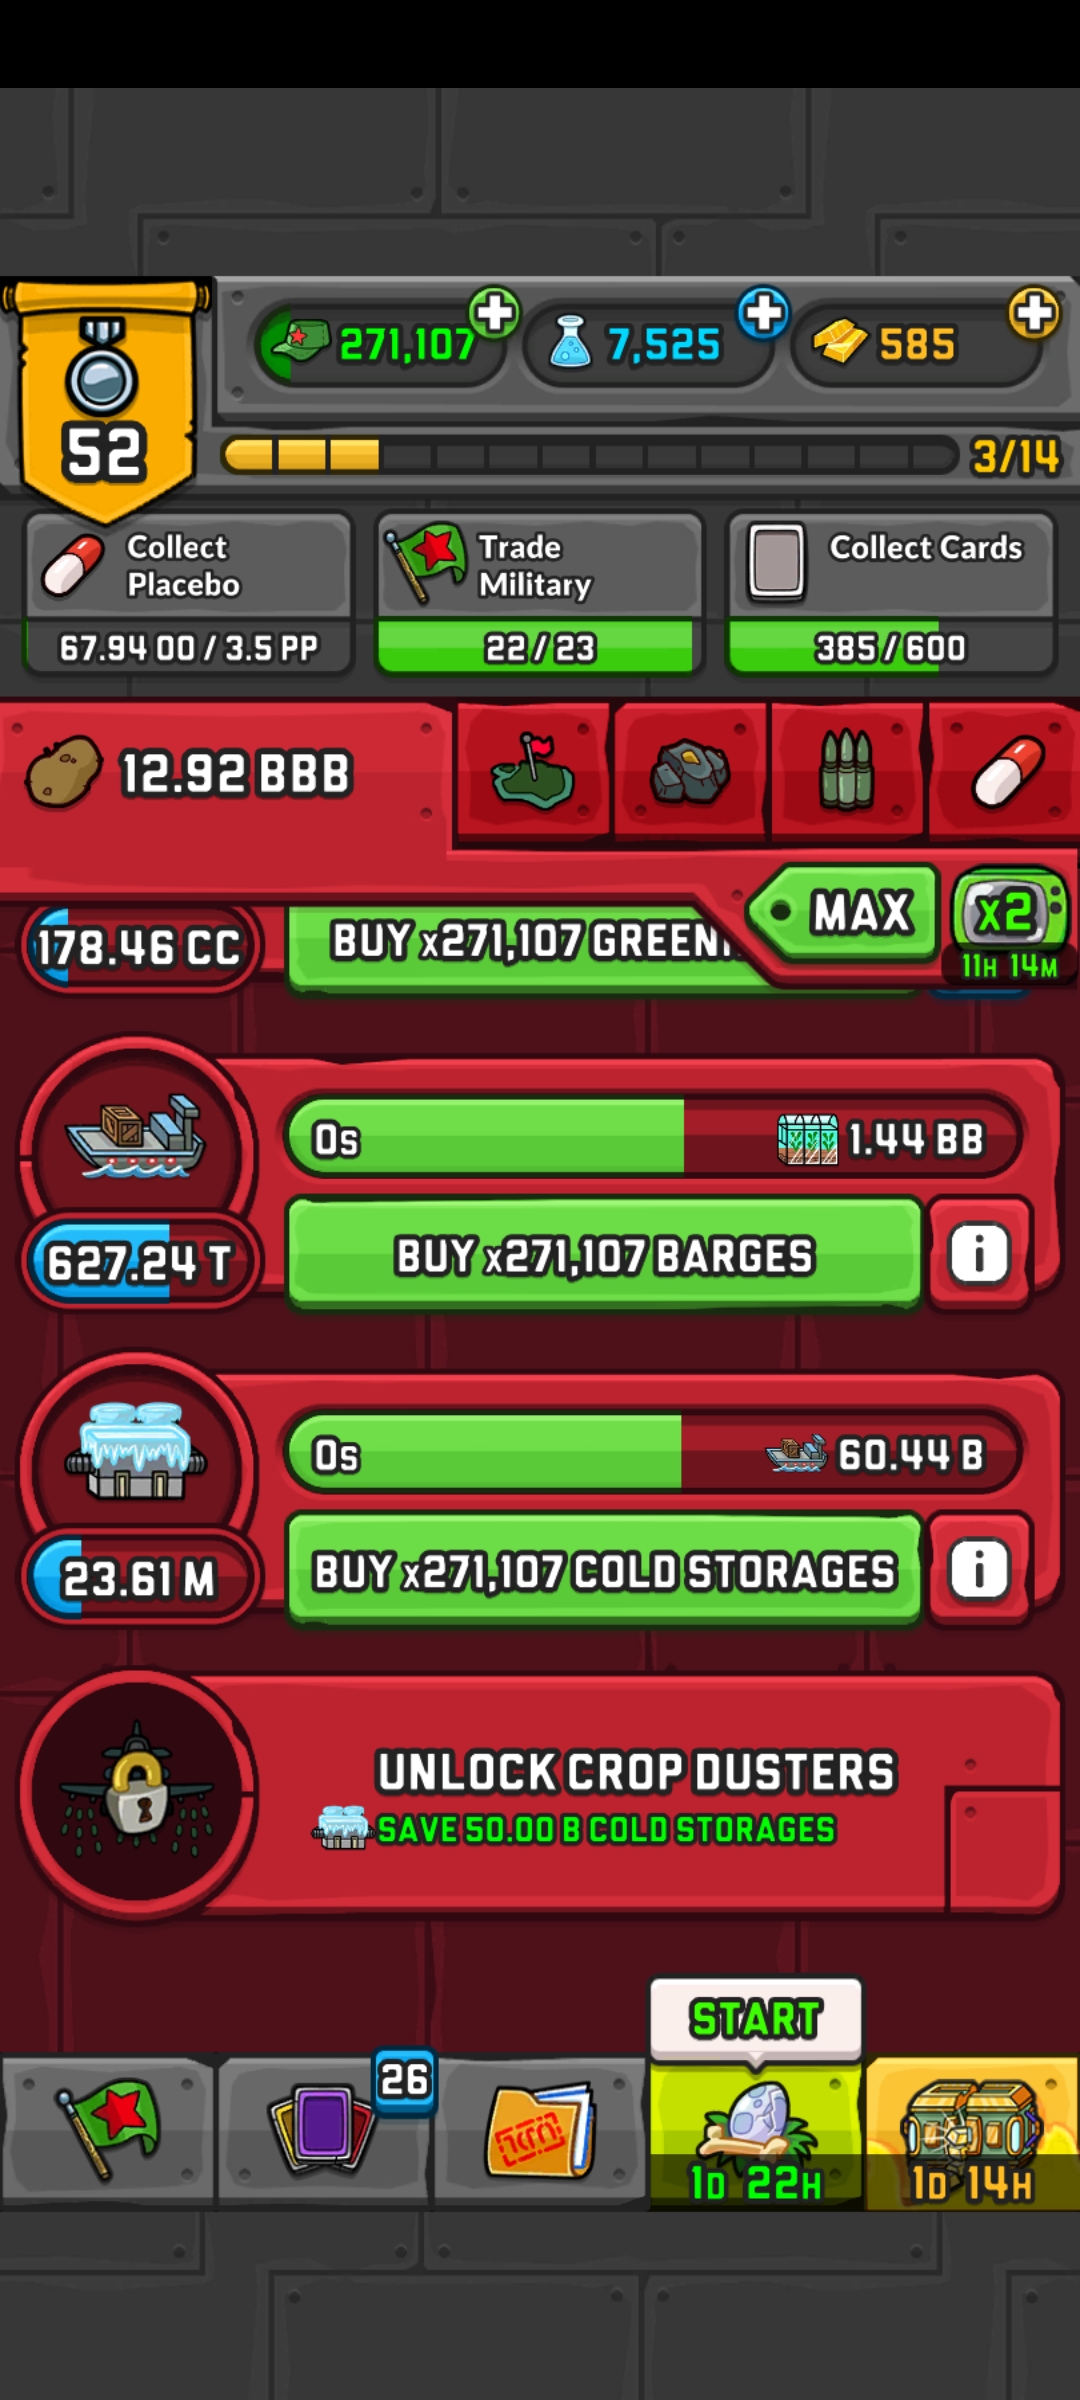 271,107
7,525
585
52
3/14
Collect
Placebo
67.94 OO / 3.5 PP
Trade
Military
22 / 23
Collect Cards
385 / 600
12.92 BBB
MAX
x2
11H 14M
178.46 CC
BUY x271,107
0s
1.44 BB
627.24 T
BUY x271,107 BARGES
i
0s
60.44 B
23.61 M
BUY x271,107 COLD STORAGES
i
UNLOCK CROP DUSTERS
SAVE 50.00 B COLD STORAGES
START
26
1D 22H
1D 14H